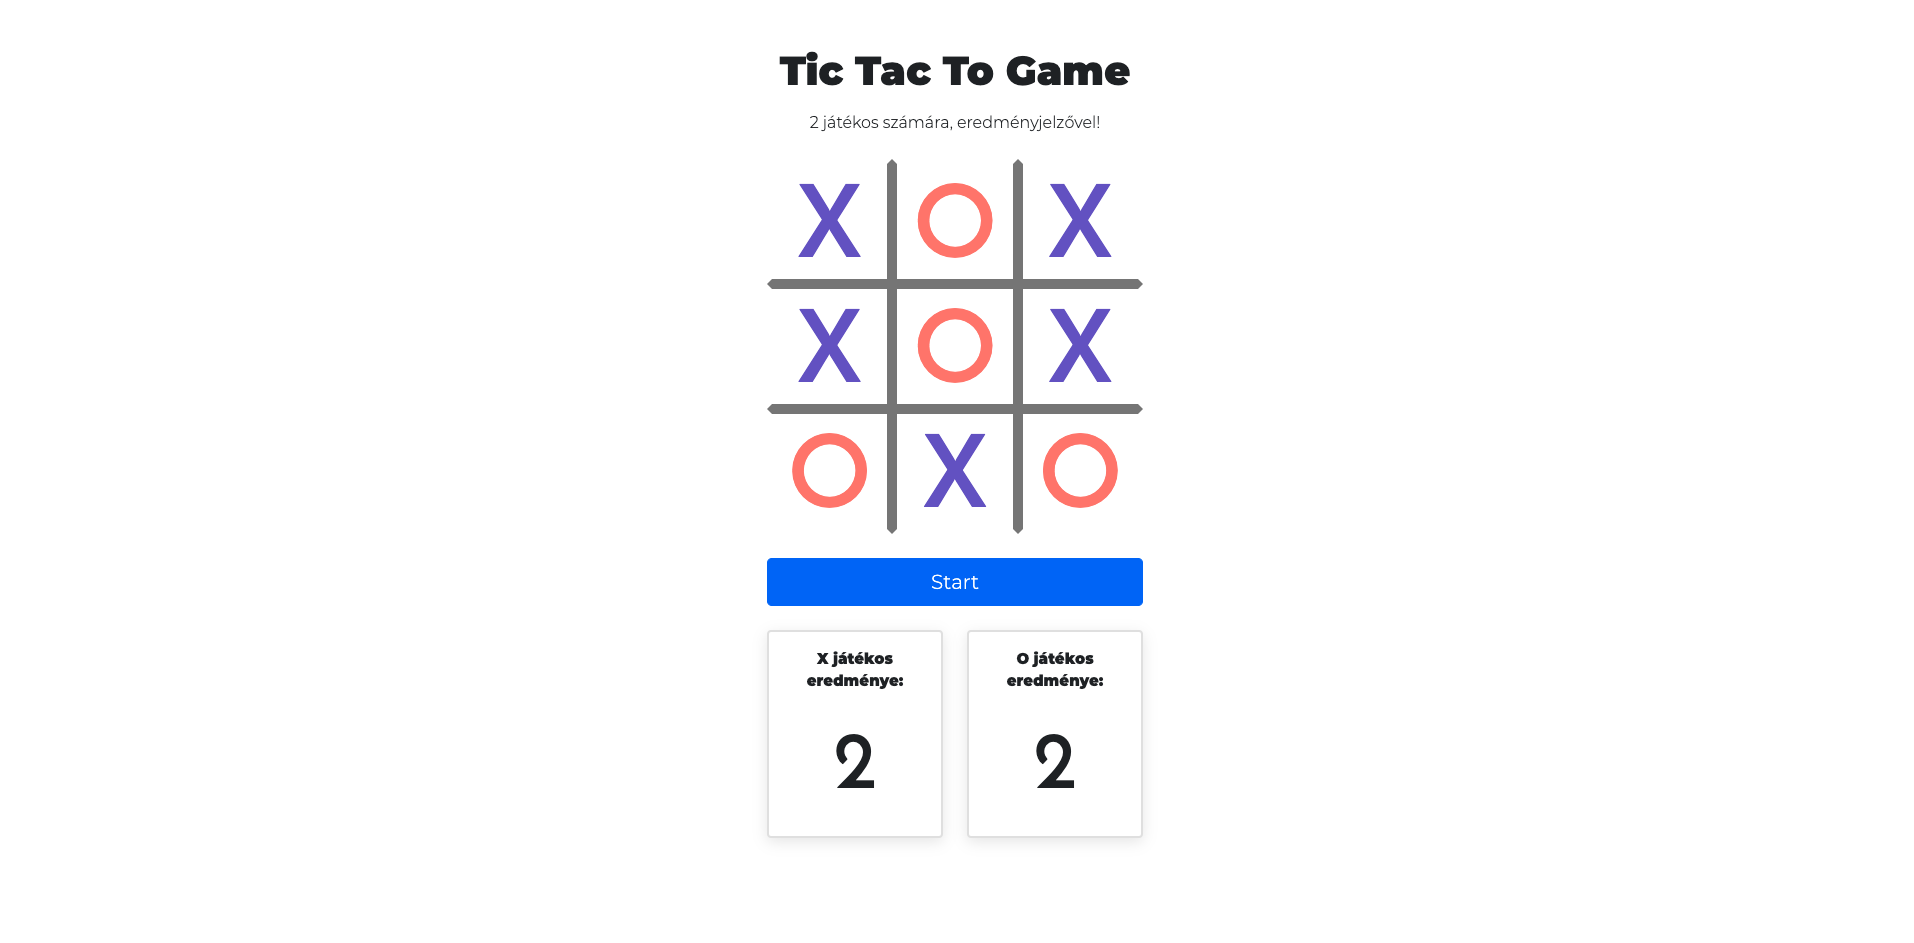 Tic Tac To Game
2 játékos számára, eredményjelzővel!
X O X
X O X
O X O
Start
X játékos
eredménye:
2
O játékos
eredménye:
2